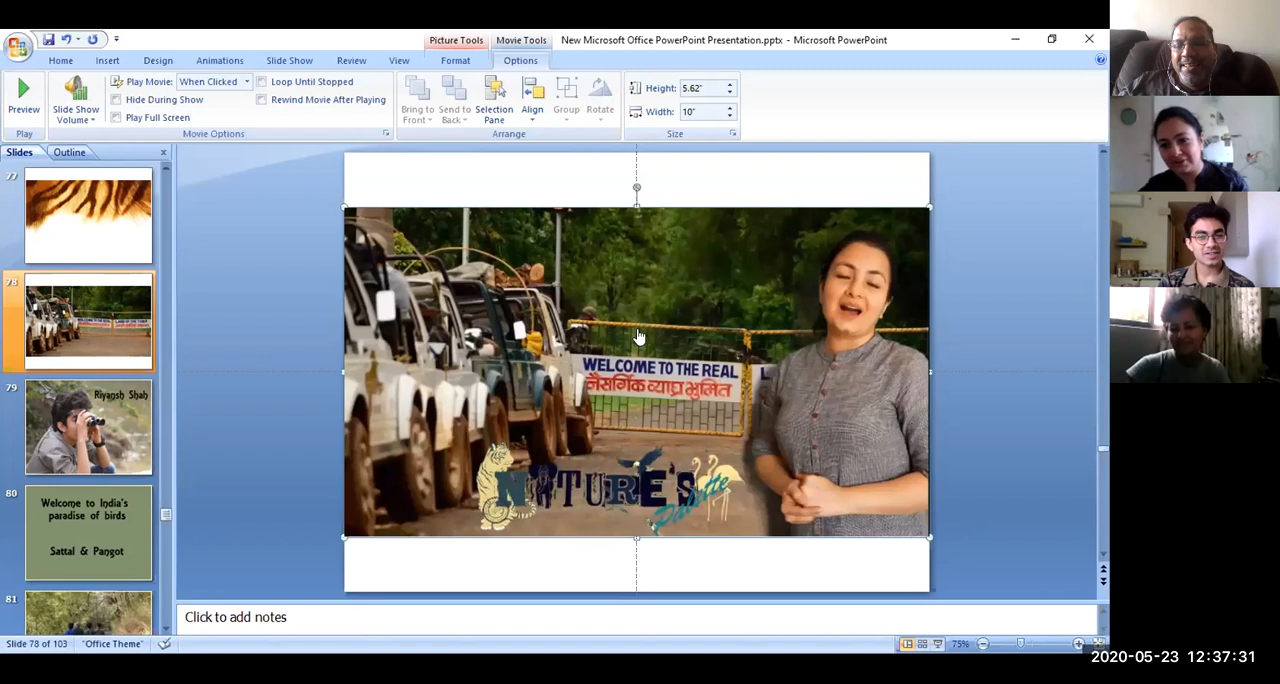 Picture Tools
Movie Tools
New Microsoft Office PowerPoint Presentation.pptx - Microsoft PowerPoint
Home
Insert
Design
Animations
Slide Show
Review
View
Format
Options
Preview
Play
Slide Show
Volume
Play Movie:
When Clicked
Hide During Show
Play Full Screen
Loop Until Stopped
Rewind Movie After Playing
Movie Options
Bring to
Front
Send to
Back
Selection
Pane
Align
Group
Rotate
Arrange
Height:
5.62"
Width:
10"
Size
Slides
Outline
77
78
79
Riyansh Shah
80
Welcome to India's
paradise of birds
Sattal & Pangot
81
WELCOME TO THE REAL
नैसर्गिक व्याघ्र भूमित
NATURE'S
Palette
Click to add notes
Slide 78 of 103
"Office Theme"
75%
2020-05-23 12:37:31